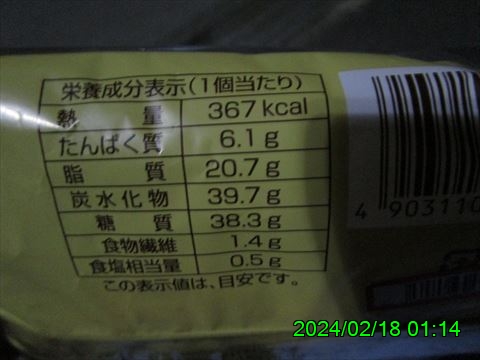 栄養成分表示(1個当たり)
熱量 367kcal
たんぱく質 6.1g
脂質 20.7g
炭水化物 39.7g
糖質 38.3g
食物繊維 1.4g
食塩相当量 0.5g
この表示値は、目安です。
4 903110
2024/02/18 01:14